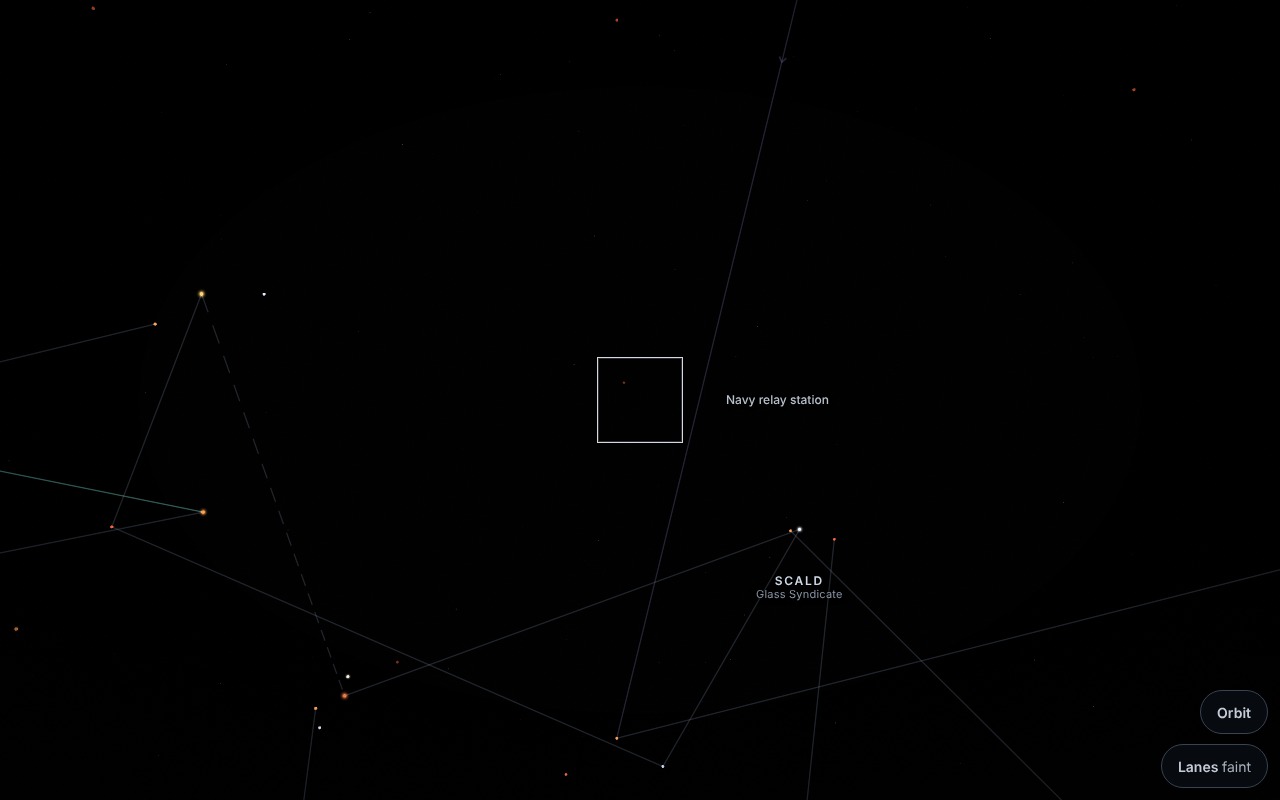 Navy relay station
SCALD
Glass Syndicate
Orbit
Lanes faint